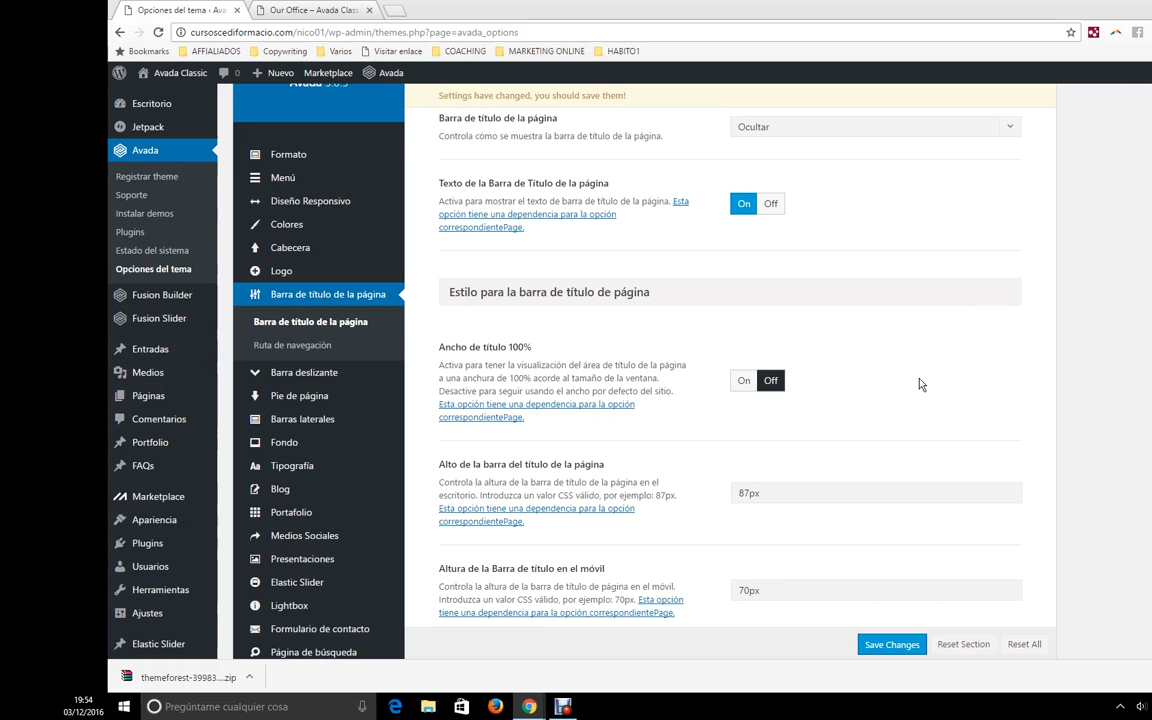 Opciones del tema ‹ Ava
Our Office – Avada Class
cursoscediformacio.com/nico01/wp-admin/themes.php?page=avada_options
Bookmarks
AFFIALIADOS
Copywriting
Varios
Visitar enlace
COACHING
MARKETING ONLINE
HABITO1
Avada Classic
0
Nuevo
Marketplace
Avada
Escritorio
Jetpack
Avada
Registrar theme
Soporte
Instalar demos
Plugins
Estado del sistema
Opciones del tema
Fusion Builder
Fusion Slider
Entradas
Medios
Páginas
Comentarios
Portfolio
FAQs
Marketplace
Apariencia
Plugins
Usuarios
Herramientas
Ajustes
Elastic Slider
Formato
Menú
Diseño Responsivo
Colores
Cabecera
Logo
Barra de título de la página
Barra de título de la página
Ruta de navegación
Barra deslizante
Pie de página
Barras laterales
Fondo
Tipografía
Blog
Portafolio
Medios Sociales
Presentaciones
Elastic Slider
Lightbox
Formulario de contacto
Página de búsqueda
Settings have changed, you should save them!
Barra de título de la página
Controla cómo se muestra la barra de título de la página.
Ocultar
Texto de la Barra de Título de la página
Activa para mostrar el texto de barra de título de la página. Esta
opción tiene una dependencia para la opción
correspondientePage.
On Off
Estilo para la barra de título de página
Ancho de título 100%
Activa para tener la visualización del área de título de la página
a una anchura de 100% acorde al tamaño de la ventana.
Desactive para seguir usando el ancho por defecto del sitio.
Esta opción tiene una dependencia para la opción
correspondientePage.
On Off
Alto de la barra del título de la página
Controla la altura de la barra de título de la página en el
escritorio. Introduzca un valor CSS válido, por ejemplo: 87px.
Esta opción tiene una dependencia para la opción
correspondientePage.
87px
Altura de la Barra de título en el móvil
Controla la altura de la barra de título de página en el móvil.
Introduzca un valor CSS válido, por ejemplo: 70px. Esta opción
tiene una dependencia para la opción correspondientePage.
70px
Save Changes
Reset Section
Reset All
themeforest-39983....zip
19:54
03/12/2016
Pregúntame cualquier cosa